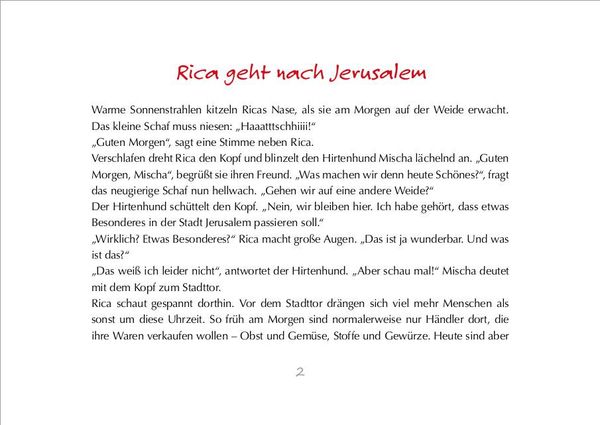 Rica geht nach Jerusalem
Warme Sonnenstrahlen kitzeln Ricas Nase, als sie am Morgen auf der Weide erwacht.
Das kleine Schaf muss niesen: „Haaatttschhiiii!“
„Guten Morgen“, sagt eine Stimme neben Rica.
Verschlafen dreht Rica den Kopf und blinzelt den Hirtenhund Mischa lächelnd an. „Guten
Morgen, Mischa“, begrüßt sie ihren Freund. „Was machen wir denn heute Schönes?“, fragt
das neugierige Schaf nun hellwach. „Gehen wir auf eine andere Weide?“
Der Hirtenhund schüttelt den Kopf. „Nein, wir bleiben hier. Ich habe gehört, dass etwas
Besonderes in der Stadt Jerusalem passieren soll.“
„Wirklich? Etwas Besonderes?“ Rica macht große Augen. „Das ist ja wunderbar. Und was
ist das?“
„Das weiß ich leider nicht“, antwortet der Hirtenhund. „Aber schau mal!“ Mischa deutet
mit dem Kopf zum Stadttor.
Rica schaut gespannt dorthin. Vor dem Stadttor drängen sich viel mehr Menschen als
sonst um diese Uhrzeit. So früh am Morgen sind normalerweise nur Händler dort, die
ihre Waren verkaufen wollen – Obst und Gemüse, Stoffe und Gewürze. Heute sind aber
2